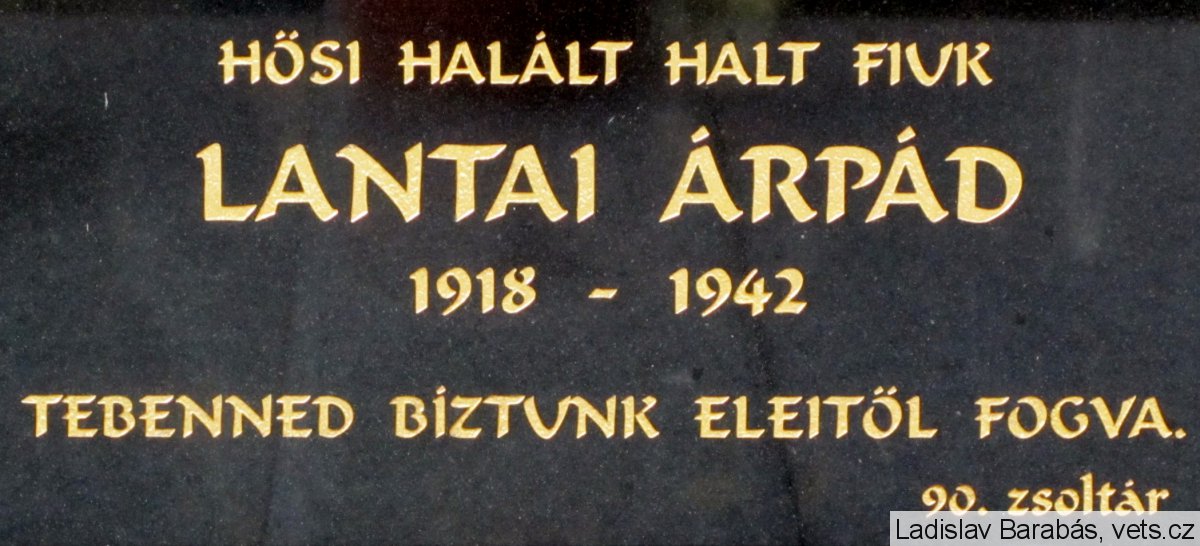 HŐSI HALÁLT HALT FIUK
LANTAI ÁRPÁD
1918 - 1942
TEBENNED BÍZTUNK ELEITŐL FOGVA.
90. zsoltár
Ladislav Barabás, vets.cz